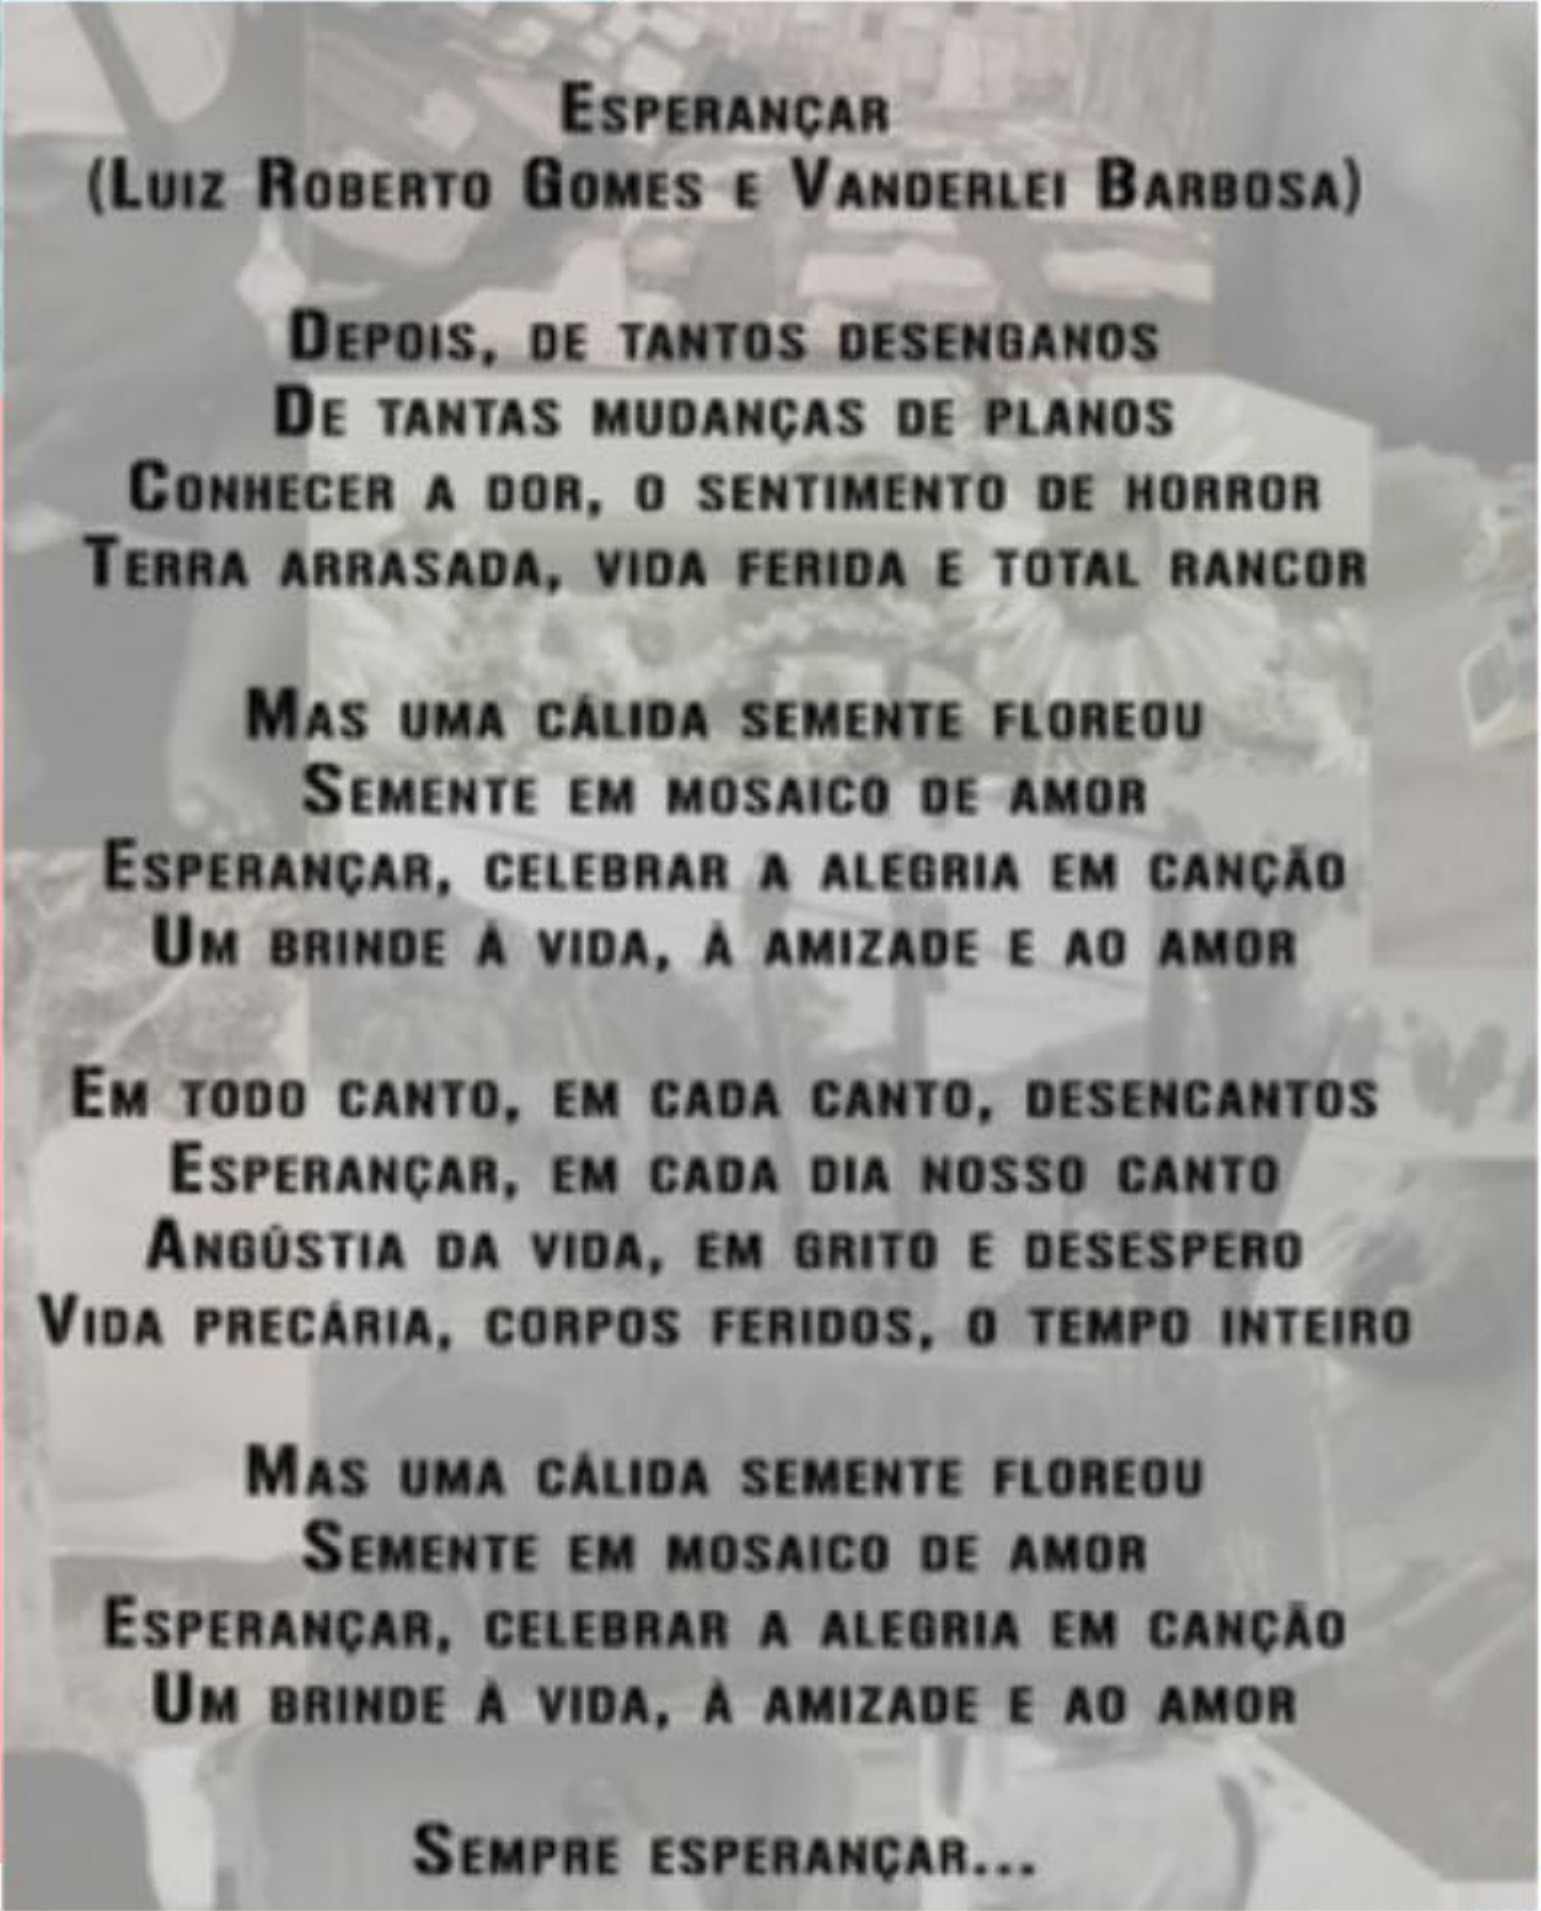 Esperançar
(Luiz Roberto Gomes e Vanderlei Barbosa)
Depois, de tantos desenganos
De tantas mudanças de planos
Conhecer a dor, o sentimento de horror
Terra arrasada, vida ferida e total rancor
Mas uma cálida semente floreou
Semente em mosaico de amor
Esperançar, celebrar a alegria em canção
Um brinde à vida, à amizade e ao amor
Em todo canto, em cada canto, desencantos
Esperançar, em cada dia nosso canto
Angústia da vida, em grito e desespero
Vida precária, corpos feridos, o tempo inteiro
Mas uma cálida semente floreou
Semente em mosaico de amor
Esperançar, celebrar a alegria em canção
Um brinde à vida, à amizade e ao amor
Sempre esperançar...